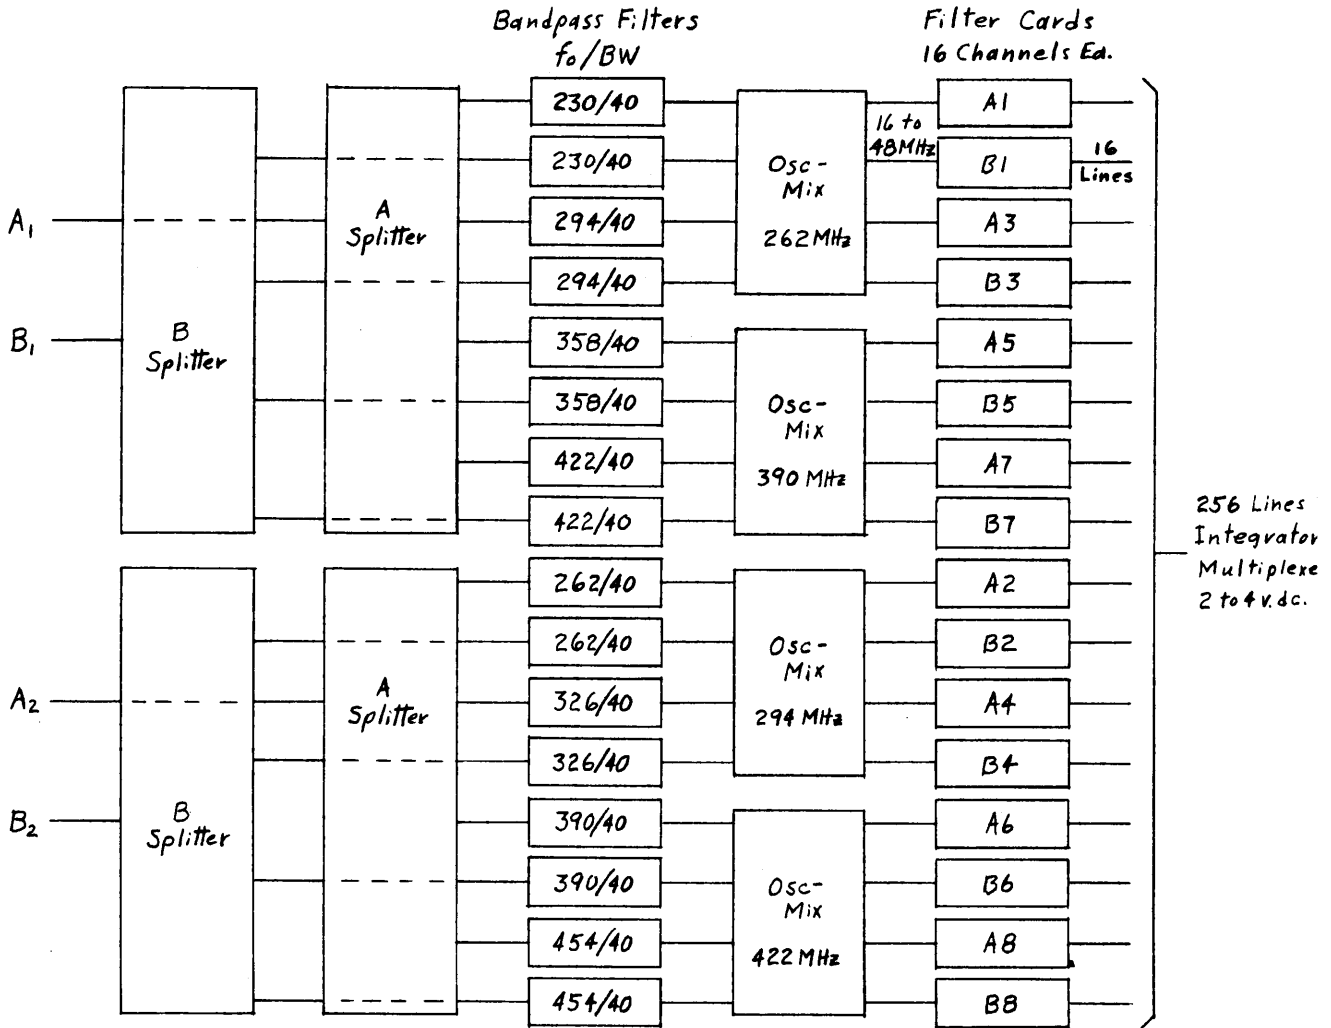 Bandpass Filters
fo/BW
Filter Cards
16 Channels Ea.
A1
B1
B
Splitter
A
Splitter
230/40
230/40
294/40
294/40
358/40
358/40
422/40
422/40
Osc-
Mix
262 MHz
Osc-
Mix
390 MHz
16 to
48MHz
A1
B1
A3
B3
A5
B5
A7
B7
16
Lines
A2
B2
B
Splitter
A
Splitter
262/40
262/40
326/40
326/40
390/40
390/40
454/40
454/40
Osc-
Mix
294 MHz
Osc-
Mix
422 MHz
A2
B2
A4
B4
A6
B6
A8
B8
256 Lines
Integrator
Multiplexe
2 to 4 v.dc.